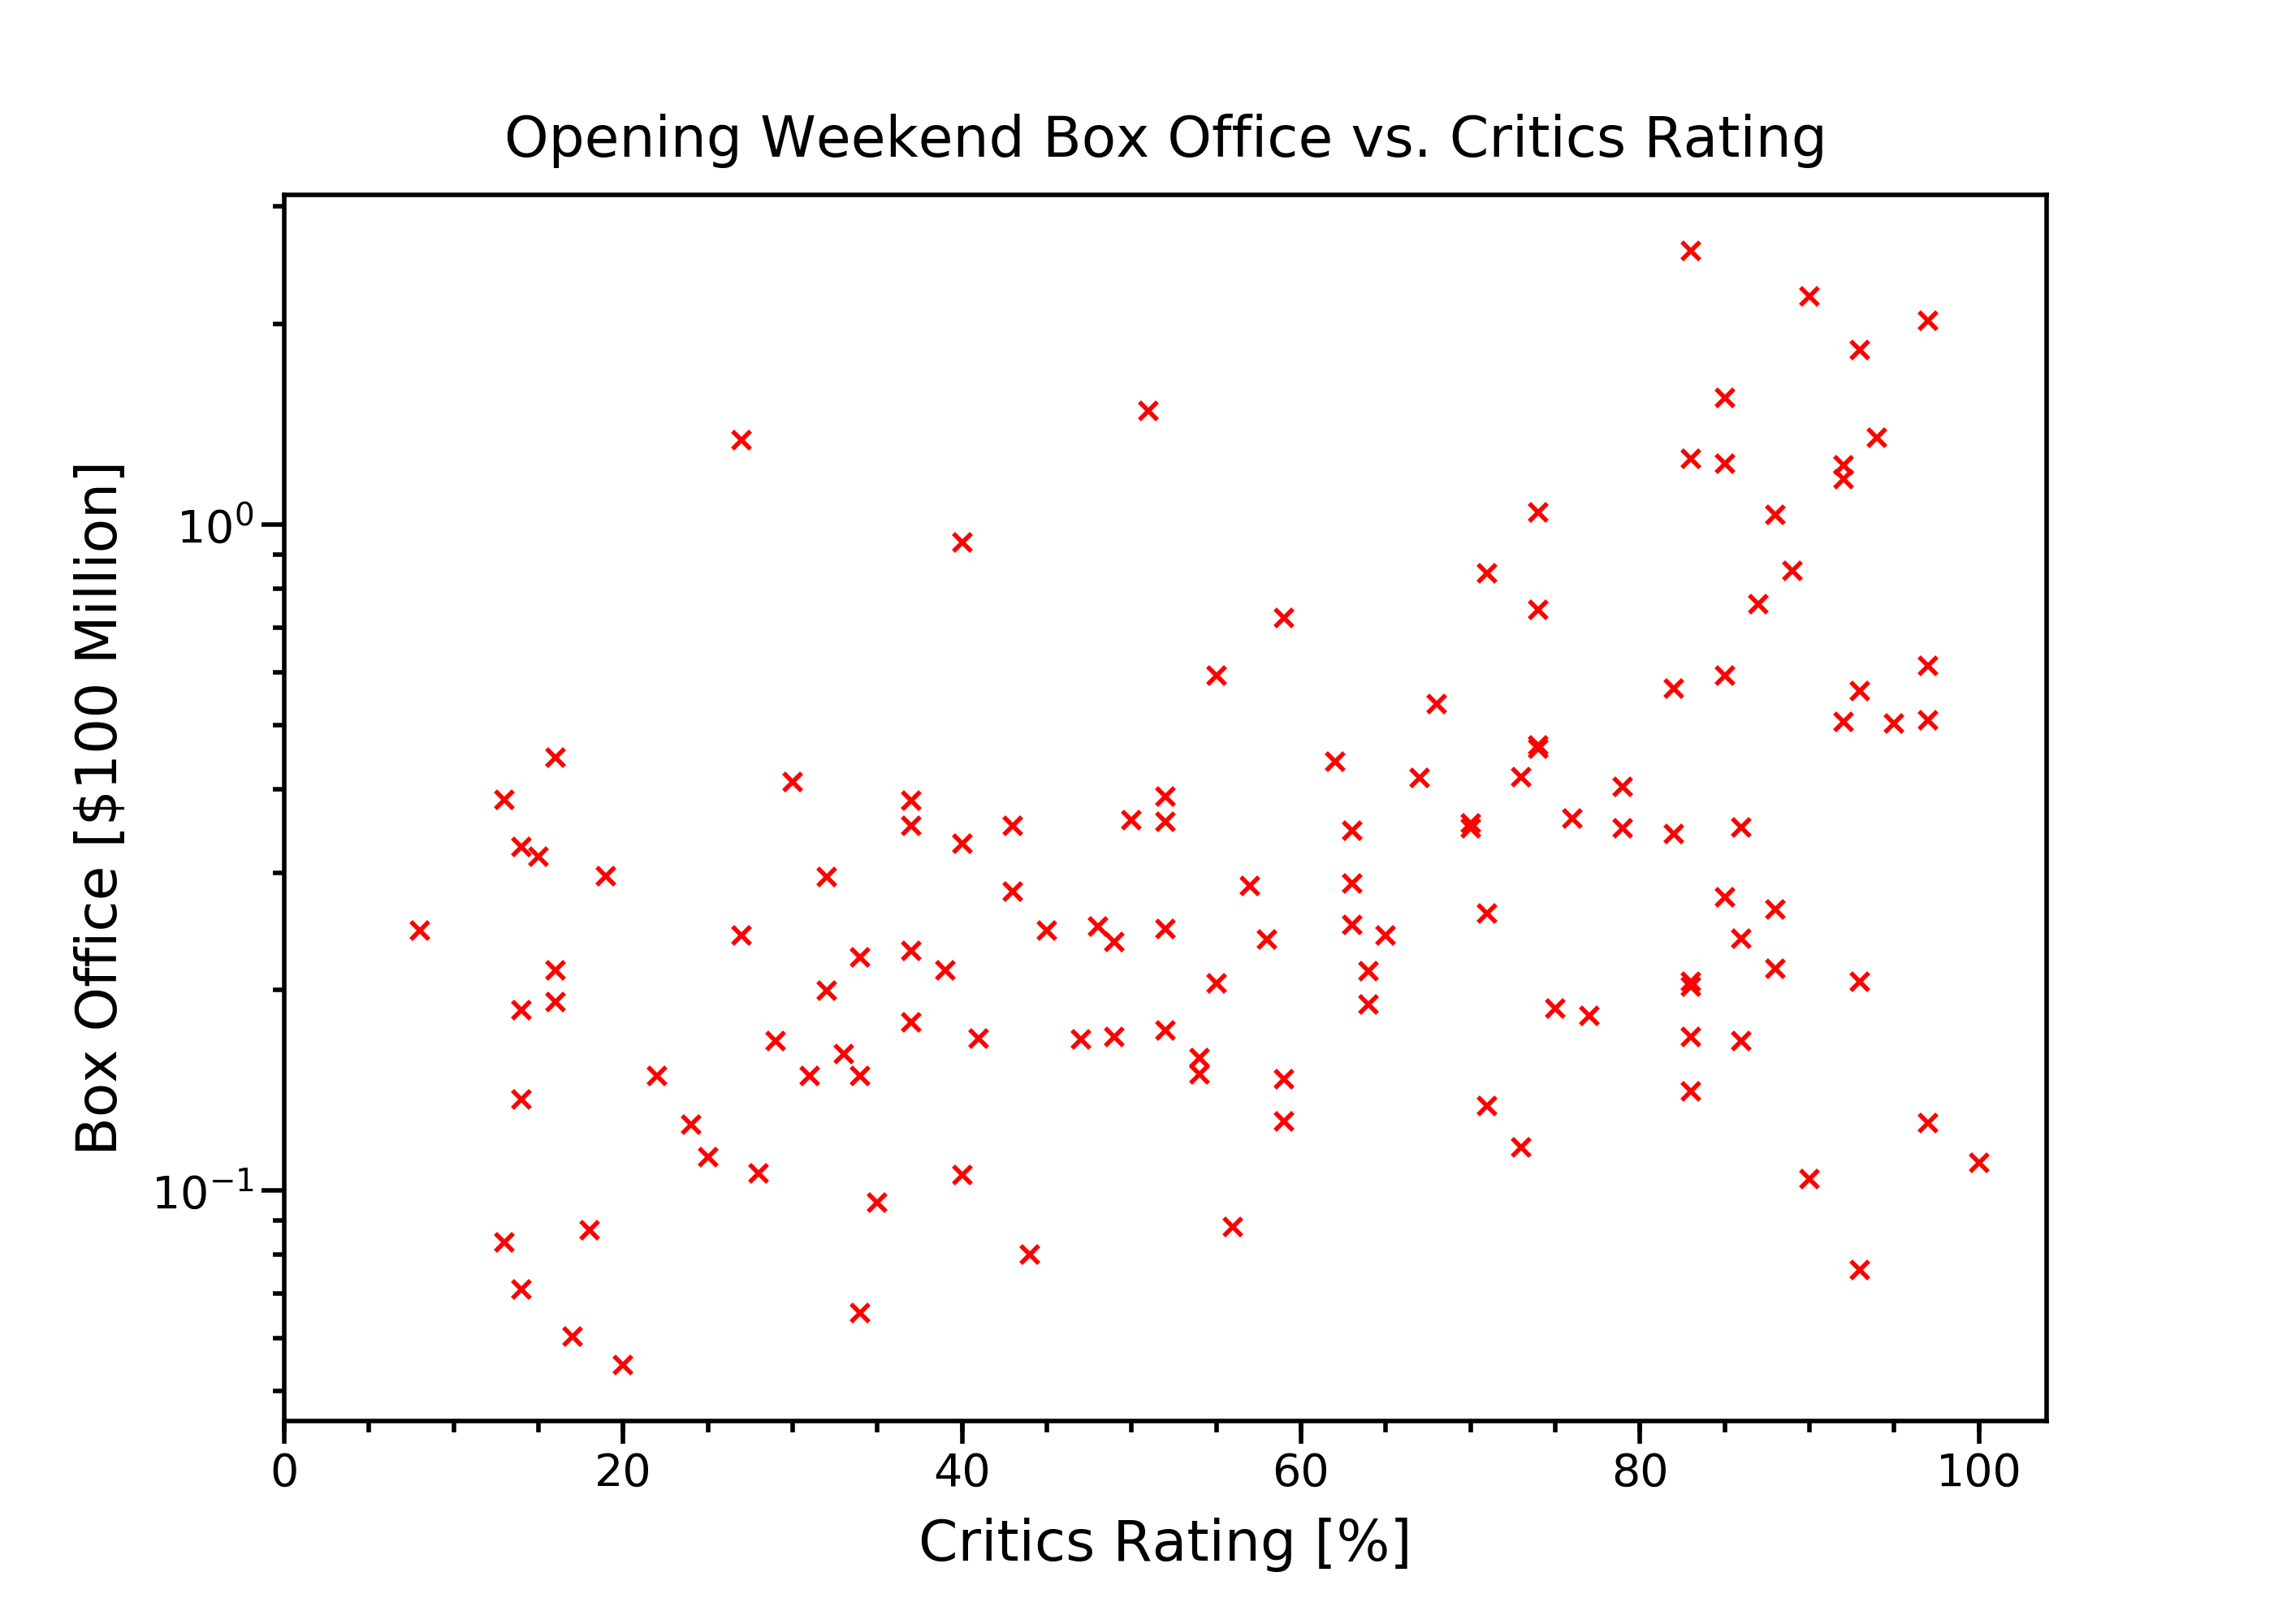 Opening Weekend Box Office vs. Critics Rating
Box Office [$100 Million]
10⁰
10⁻¹
0 20 40 60 80 100
Critics Rating [%]